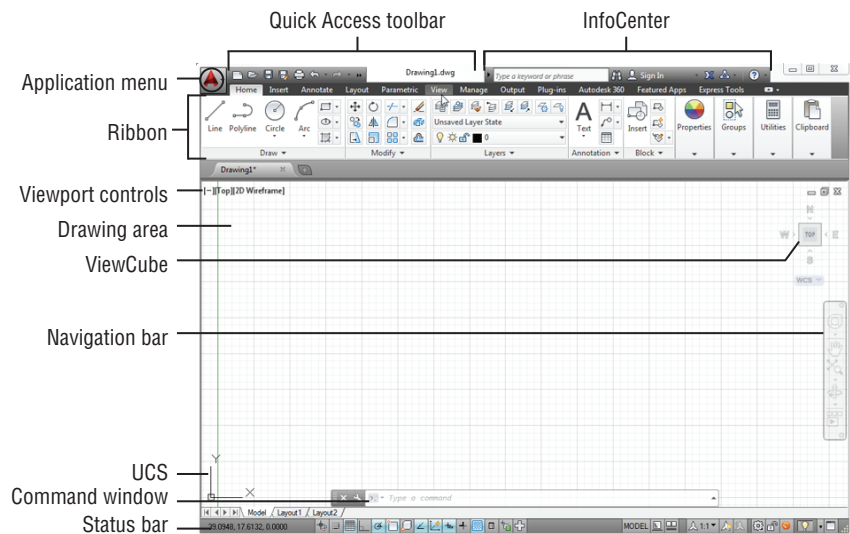 Quick Access toolbar
InfoCenter
Application menu
Drawing1.dwg
Type a keyword or phrase
Sign In
Home Insert Annotate Layout Parametric View Manage Output Plug-ins Autodesk 360 Featured Apps Express Tools
Ribbon
Unsaved Layer State
0
Line Polyline Circle Arc
Text
Insert
Properties
Groups
Utilities
Clipboard
Draw
Modify
Layers
Annotation
Block
Drawing1*
Viewport controls
[−][Top][2D Wireframe]
Drawing area
ViewCube
N
W
TOP
E
S
WCS
Navigation bar
UCS
Y
X
Command window
Type a command
Model Layout1 Layout2
Status bar
39.0948, 17.6132, 0.0000
MODEL
1:1